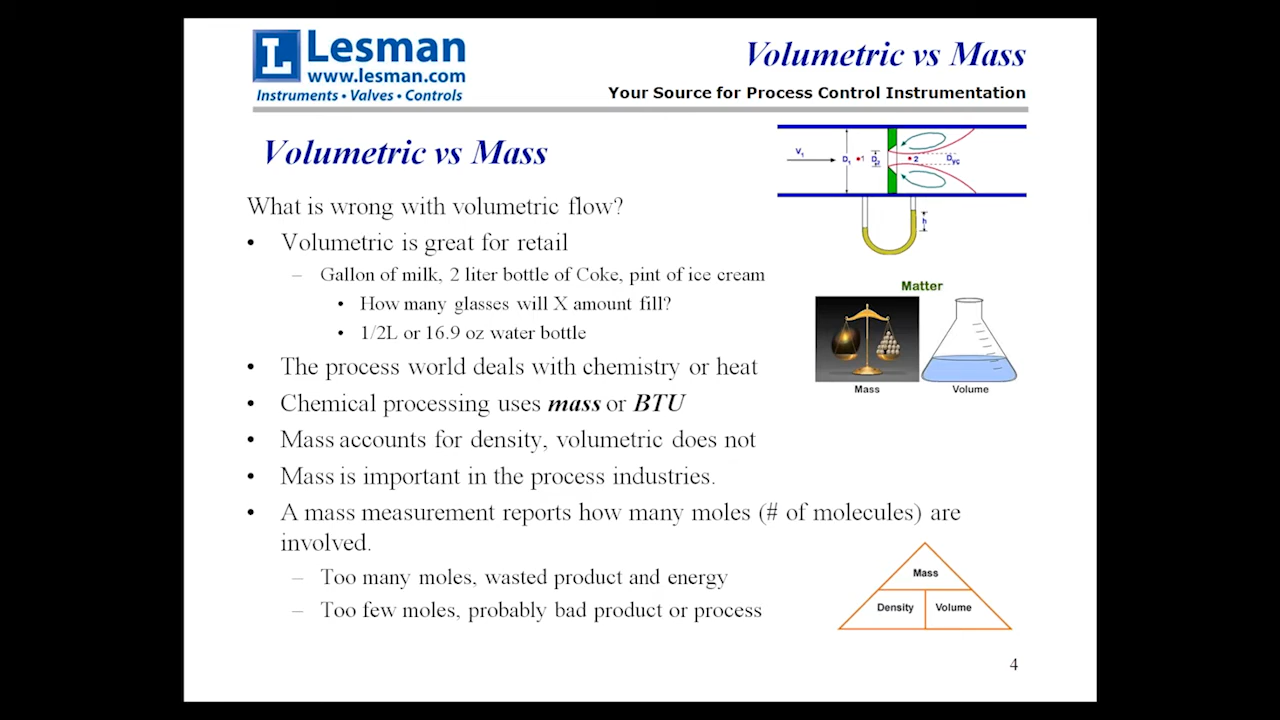 Lesman
www.lesman.com
Instruments • Valves • Controls
Volumetric vs Mass
Your Source for Process Control Instrumentation
Volumetric vs Mass
What is wrong with volumetric flow?
• Volumetric is great for retail
– Gallon of milk, 2 liter bottle of Coke, pint of ice cream
• How many glasses will X amount fill?
• 1/2L or 16.9 oz water bottle
• The process world deals with chemistry or heat
• Chemical processing uses mass or BTU
• Mass accounts for density, volumetric does not
• Mass is important in the process industries.
• A mass measurement reports how many moles (# of molecules) are
involved.
– Too many moles, wasted product and energy
– Too few moles, probably bad product or process
V1 D1 1 D2 2 Dvc
h
Matter
Mass Volume
Mass
Density Volume
4